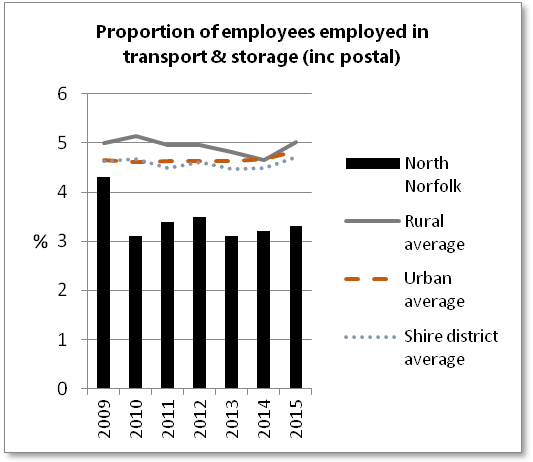 Proportion of employees employed in
transport & storage (inc postal)
6
5
4
3
2
1
0
%
2009
2010
2011
2012
2013
2014
2015
North
Norfolk
Rural
average
Urban
average
Shire district
average